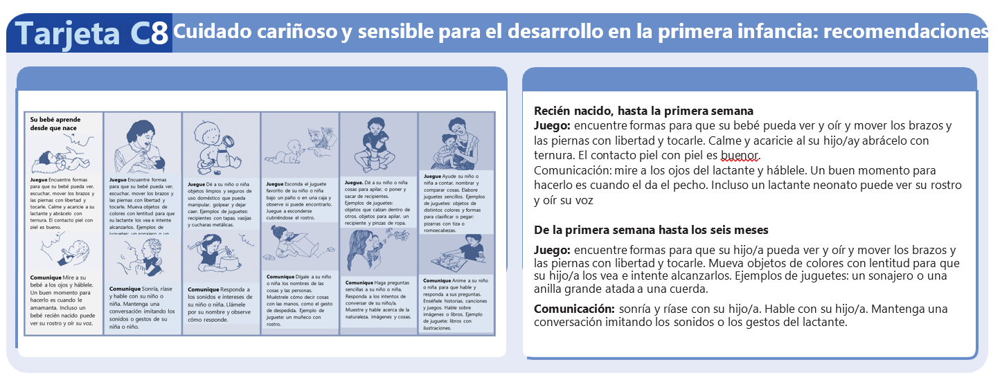 Tarjeta C8
Cuidado cariñoso y sensible para el desarrollo en la primera infancia: recomendaciones
Su bebé aprende
desde que nace
Juegue Encuentre formas
para que su bebé pueda ver,
escuchar, mover los brazos y
las piernas con libertad y
tocarle. Calme y acaricie a su
lactante y abrácelo con
ternura. El contacto piel con
piel es bueno.
Comunique Mire a su
bebé a los ojos y háblele.
Un buen momento para
hacerlo es cuando le
amamanta. Incluso un
bebé recién nacido puede
ver su rostro y oír su voz.
Juegue Encuentre formas
para que su bebé pueda ver,
escuchar, mover los brazos y
las piernas con libertad y
tocarle. Mueva objetos de
colores con lentitud para que
su lactante los vea e intente
alcanzarlos. Ejemplos de
juguetes: un sonajero o un
Comunique Sonría, ríase
y hable con su niño o
niña. Mantenga una
conversación imitando los
sonidos o gestos de su
niña o niño.
Juegue Dé a su niño o niña
objetos limpios y seguros de
uso doméstico que pueda
manipular, golpear y dejar
caer. Ejemplos de juguetes:
recipientes con tapas, vasijas
y cucharas metálicas.
Comunique Responda a
los sonidos e intereses de
su niño o niña. Llámele
por su nombre y observe
cómo responde.
Juegue Esconda el juguete
favorito de su niño o niña
bajo un paño o en una caja y
observe si puede encontrarlo.
Juegue a esconderse
cubriéndose el rostro.
Comunique Dígale a su niño
o niña los nombres de las
cosas y las personas.
Muéstrele cómo decir cosas
con las manos, como el gesto
de despedida. Ejemplo de
juguete: un muñeco con
rostro.
Juegue. Dé a su niño o niña
cosas para apilar, o poner y
sacar de recipientes.
Ejemplos de juguetes:
objetos que calzan dentro de
otros, objetos para apilar, un
recipiente y pinzas de ropa.
Comunique Haga preguntas
sencillas a su niño o niña.
Responda a los intentos de
conversar de su niño/a.
Muestre y hable acerca de la
naturaleza, imágenes y cosas.
Juegue Ayude su niño o
niña a contar, nombrar y
comparar cosas. Elabore
juguetes sencillos. Ejemplos
de juguetes: objetos de
distintos colores y formas
para clasificar o pegar;
pizarras con tiza o
rompecabezas.
Comunique Anime a su niño
o niña para que hable y
responda a sus preguntas.
Enséñele historias, canciones
y juegos. Hable sobre
imágenes o libros. Ejemplo
de juguete: libros con
ilustraciones.
Recién nacido, hasta la primera semana
Juego: encuentre formas para que su bebé pueda ver y oír y mover los brazos y
las piernas con libertad y tocarle. Calme y acaricie al su hijo/ay abrácelo con
ternura. El contacto piel con piel es buenor.
Comunicación: mire a los ojos del lactante y háblele. Un buen momento para
hacerlo es cuando el da el pecho. Incluso un lactante neonato puede ver su rostro
y oír su voz
De la primera semana hasta los seis meses
Juego: encuentre formas para que su hijo/a pueda ver y oír y mover los brazos y
las piernas con libertad y tocarle. Mueva objetos de colores con lentitud para que
su hijo/a los vea e intente alcanzarlos. Ejemplos de juguetes: un sonajero o una
anilla grande atada a una cuerda.
Comunicación: sonría y ríase con su hijo/a. Hable con su hijo/a. Mantenga una
conversación imitando los sonidos o los gestos del lactante.